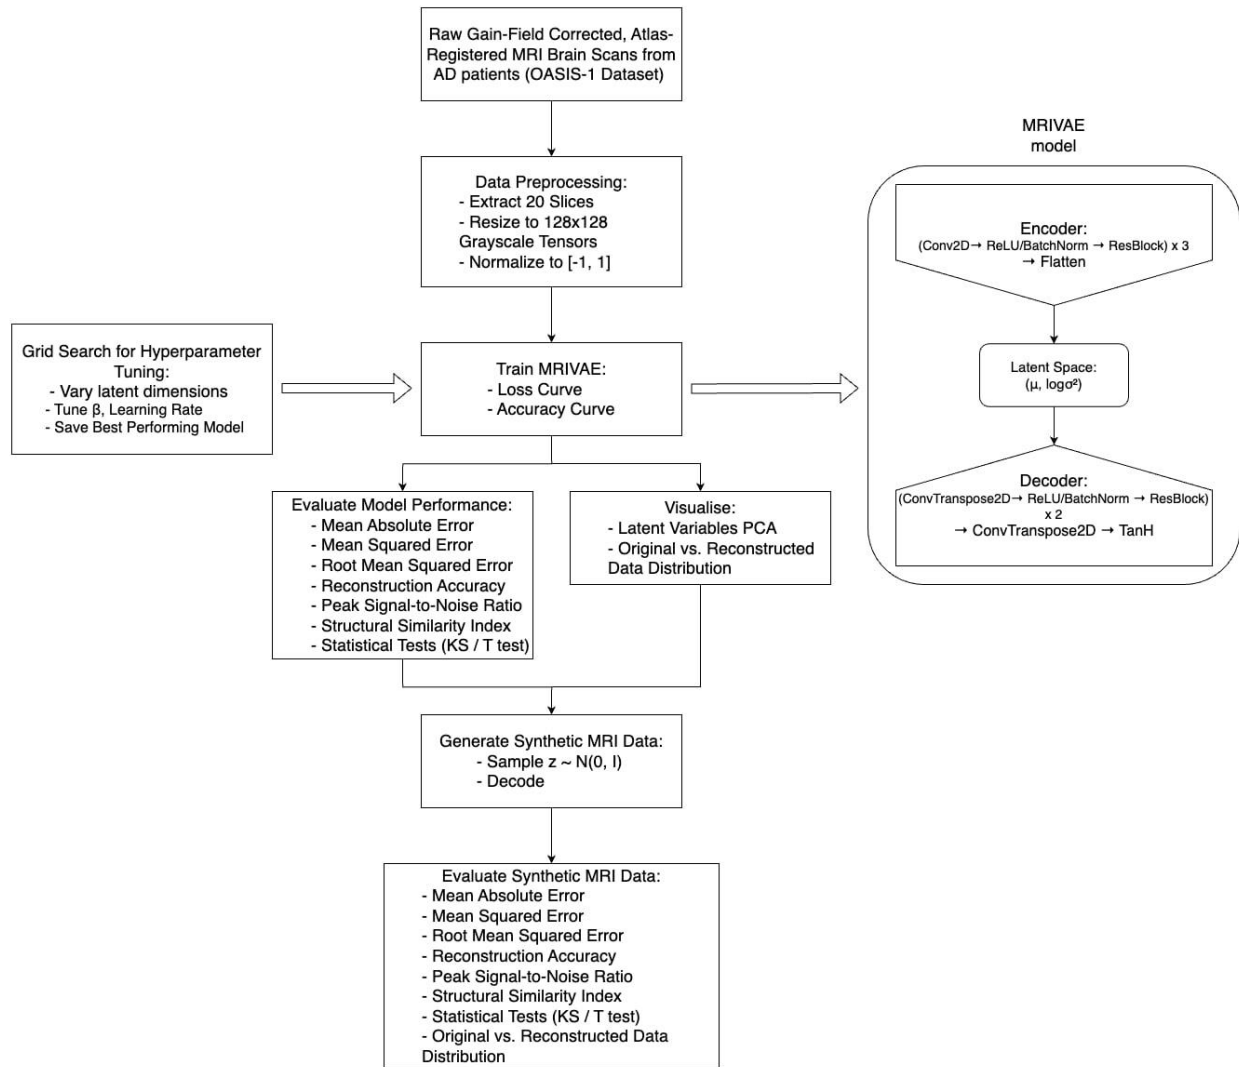 Raw Gain-Field Corrected, Atlas-
Registered MRI Brain Scans from
AD patients (OASIS-1 Dataset)
Data Preprocessing:
- Extract 20 Slices
- Resize to 128x128
Grayscale Tensors
- Normalize to [-1, 1]
Grid Search for Hyperparameter
Tuning:
- Vary latent dimensions
- Tune β, Learning Rate
- Save Best Performing Model
Train MRIVAE:
- Loss Curve
- Accuracy Curve
MRIVAE
model
Encoder:
(Conv2D→ ReLU/BatchNorm → ResBlock) x 3
→ Flatten
Latent Space:
(μ, logσ²)
Decoder:
(ConvTranspose2D→ ReLU/BatchNorm → ResBlock)
x 2
→ ConvTranspose2D → TanH
Evaluate Model Performance:
- Mean Absolute Error
- Mean Squared Error
- Root Mean Squared Error
- Reconstruction Accuracy
- Peak Signal-to-Noise Ratio
- Structural Similarity Index
- Statistical Tests (KS / T test)
Visualise:
- Latent Variables PCA
- Original vs. Reconstructed
Data Distribution
Generate Synthetic MRI Data:
- Sample z ~ N(0, I)
- Decode
Evaluate Synthetic MRI Data:
- Mean Absolute Error
- Mean Squared Error
- Root Mean Squared Error
- Reconstruction Accuracy
- Peak Signal-to-Noise Ratio
- Structural Similarity Index
- Statistical Tests (KS / T test)
- Original vs. Reconstructed Data
Distribution